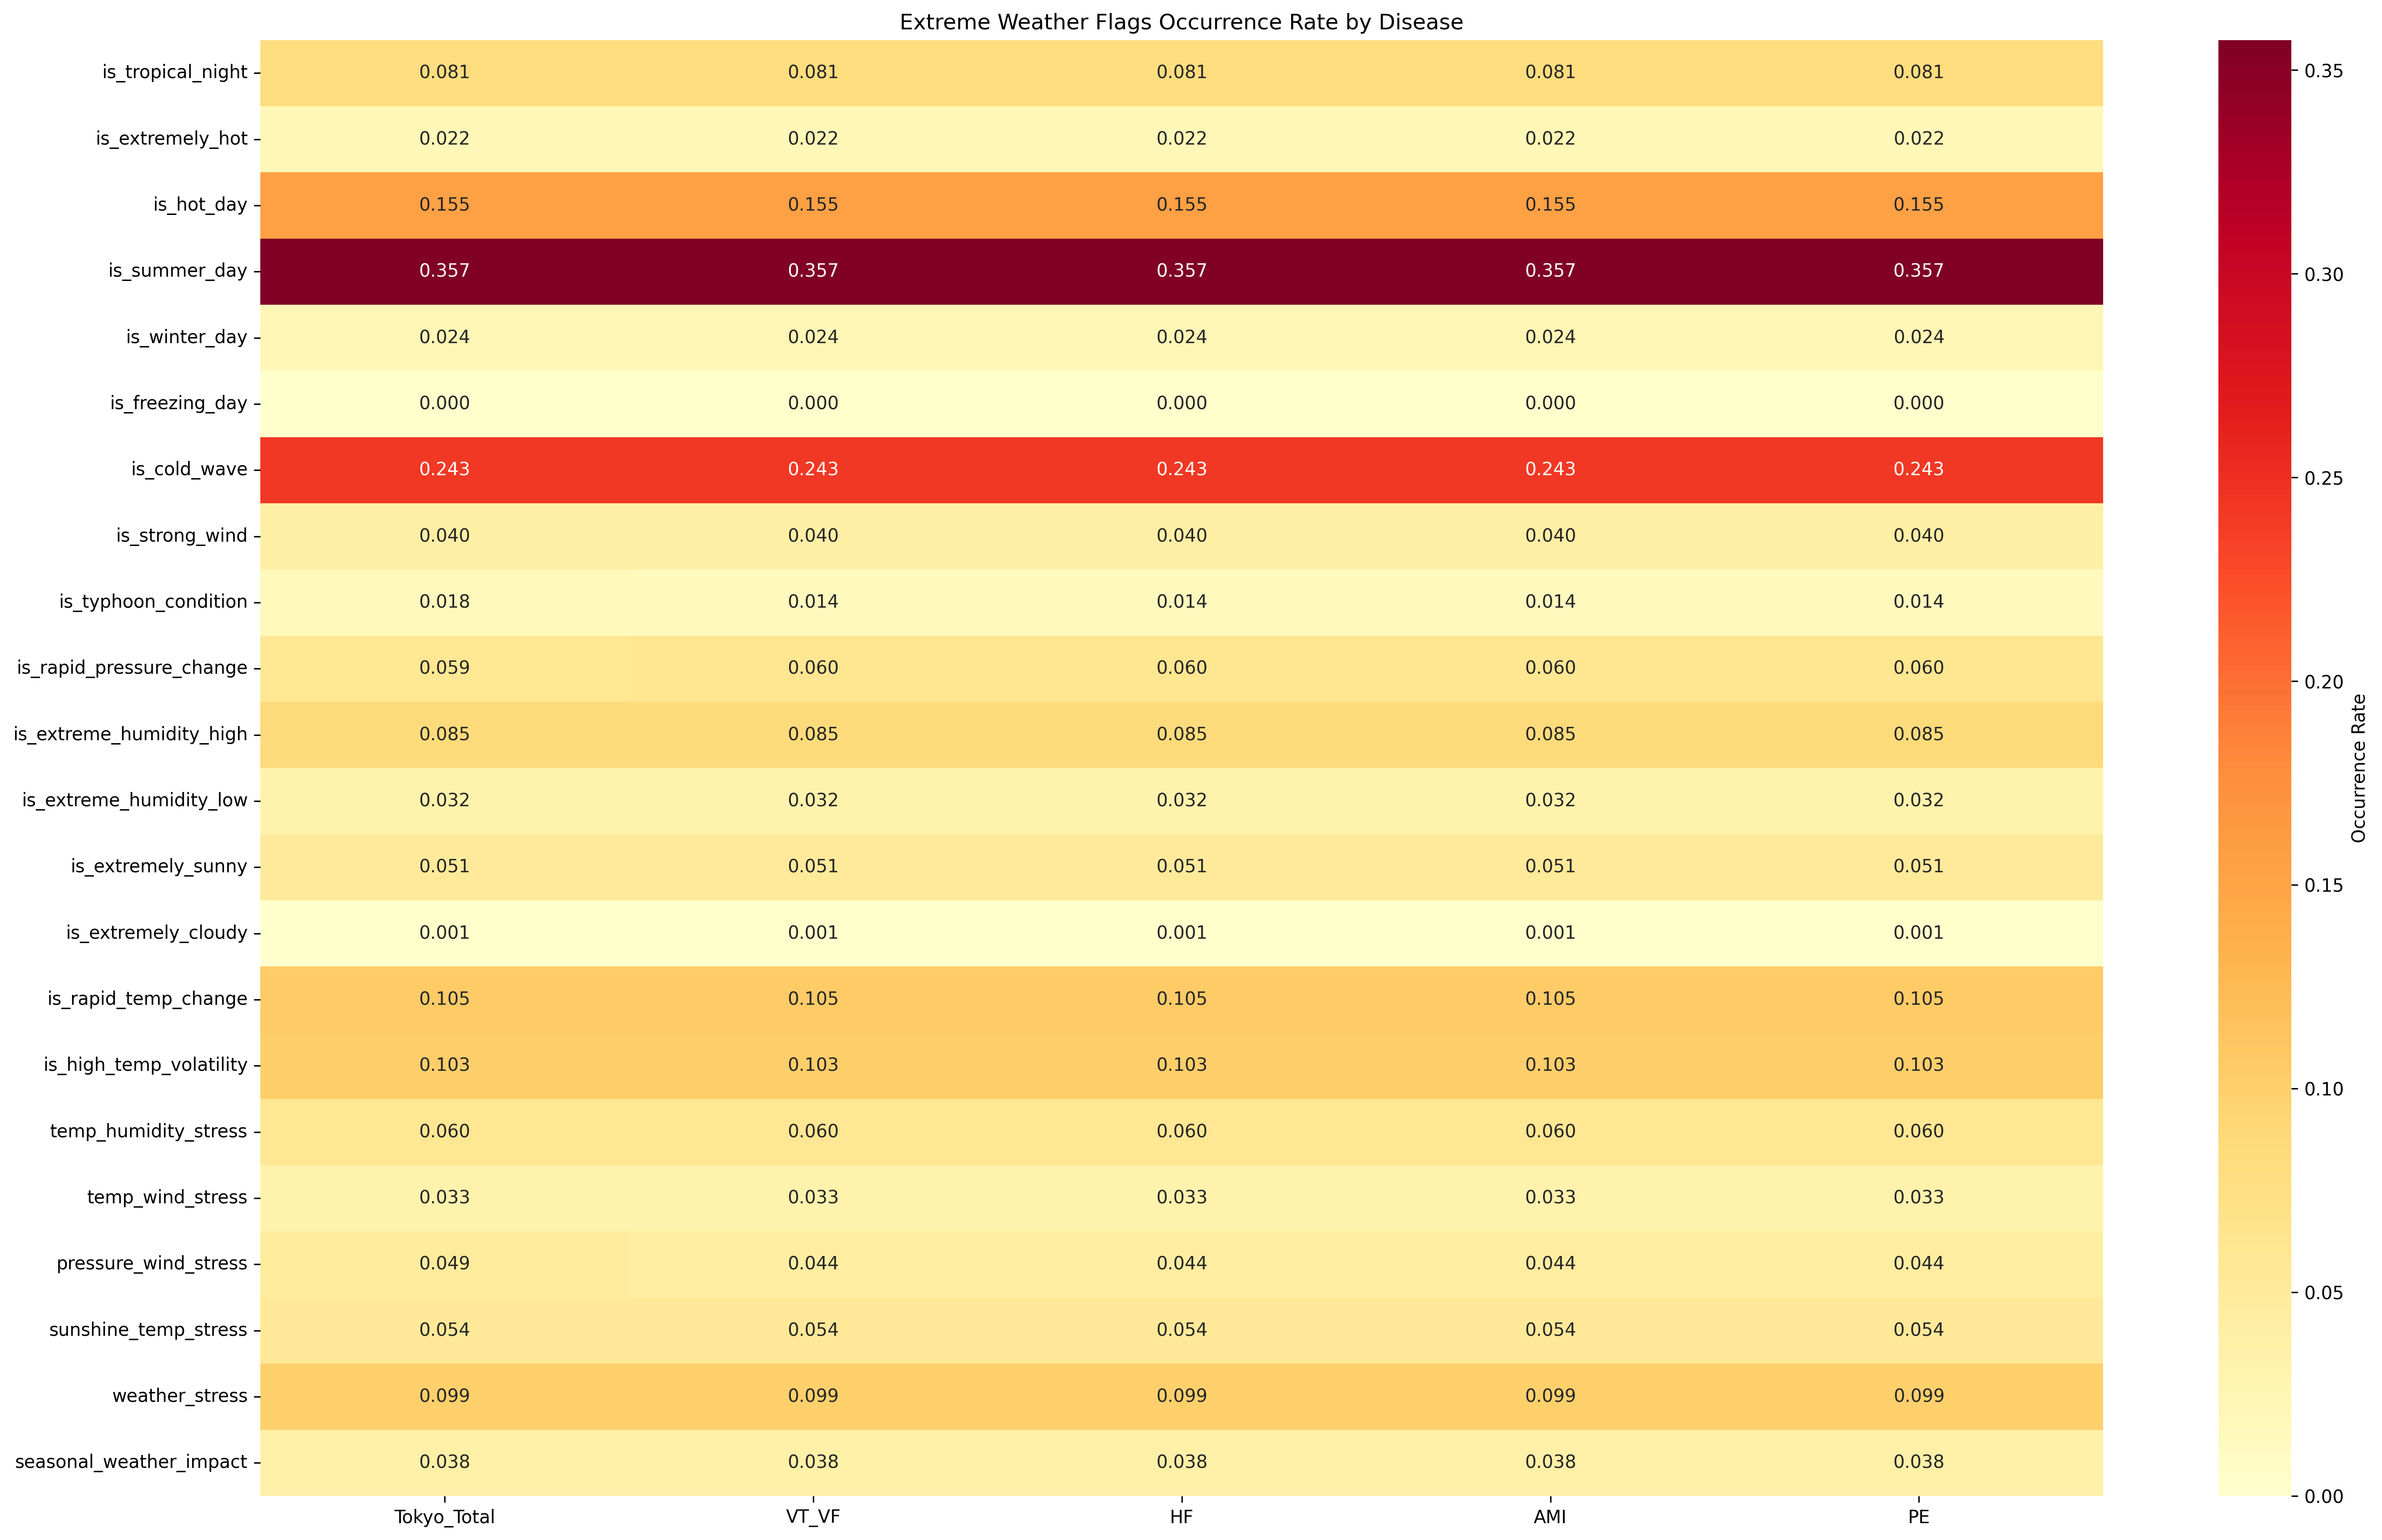 Extreme Weather Flags Occurrence Rate by Disease
is_tropical_night 0.081 0.081 0.081 0.081 0.081
is_extremely_hot 0.022 0.022 0.022 0.022 0.022
is_hot_day 0.155 0.155 0.155 0.155 0.155
is_summer_day 0.357 0.357 0.357 0.357 0.357
is_winter_day 0.024 0.024 0.024 0.024 0.024
is_freezing_day 0.000 0.000 0.000 0.000 0.000
is_cold_wave 0.243 0.243 0.243 0.243 0.243
is_strong_wind 0.040 0.040 0.040 0.040 0.040
is_typhoon_condition 0.018 0.014 0.014 0.014 0.014
is_rapid_pressure_change 0.059 0.060 0.060 0.060 0.060
is_extreme_humidity_high 0.085 0.085 0.085 0.085 0.085
is_extreme_humidity_low 0.032 0.032 0.032 0.032 0.032
is_extremely_sunny 0.051 0.051 0.051 0.051 0.051
is_extremely_cloudy 0.001 0.001 0.001 0.001 0.001
is_rapid_temp_change 0.105 0.105 0.105 0.105 0.105
is_high_temp_volatility 0.103 0.103 0.103 0.103 0.103
temp_humidity_stress 0.060 0.060 0.060 0.060 0.060
temp_wind_stress 0.033 0.033 0.033 0.033 0.033
pressure_wind_stress 0.049 0.044 0.044 0.044 0.044
sunshine_temp_stress 0.054 0.054 0.054 0.054 0.054
weather_stress 0.099 0.099 0.099 0.099 0.099
seasonal_weather_impact 0.038 0.038 0.038 0.038 0.038
Tokyo_Total VT_VF HF AMI PE
0.35
0.30
0.25
0.20
0.15
0.10
0.05
0.00
Occurrence Rate